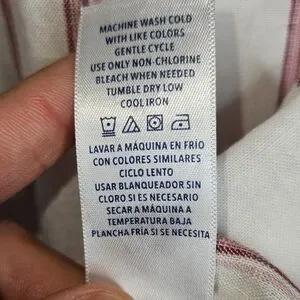 MACHINE WASH COLD
WITH LIKE COLORS
GENTLE CYCLE
USE ONLY NON-CHLORINE
BLEACH WHEN NEEDED
TUMBLE DRY LOW
COOL IRON
LAVAR A MÁQUINA EN FRÍO
CON COLORES SIMILARES
CICLO LENTO
USAR BLANQUEADOR SIN
CLORO SI ES NECESARIO
SECAR A MÁQUINA A
TEMPERATURA BAJA
PLANCHA FRÍA SI SE NECESITA